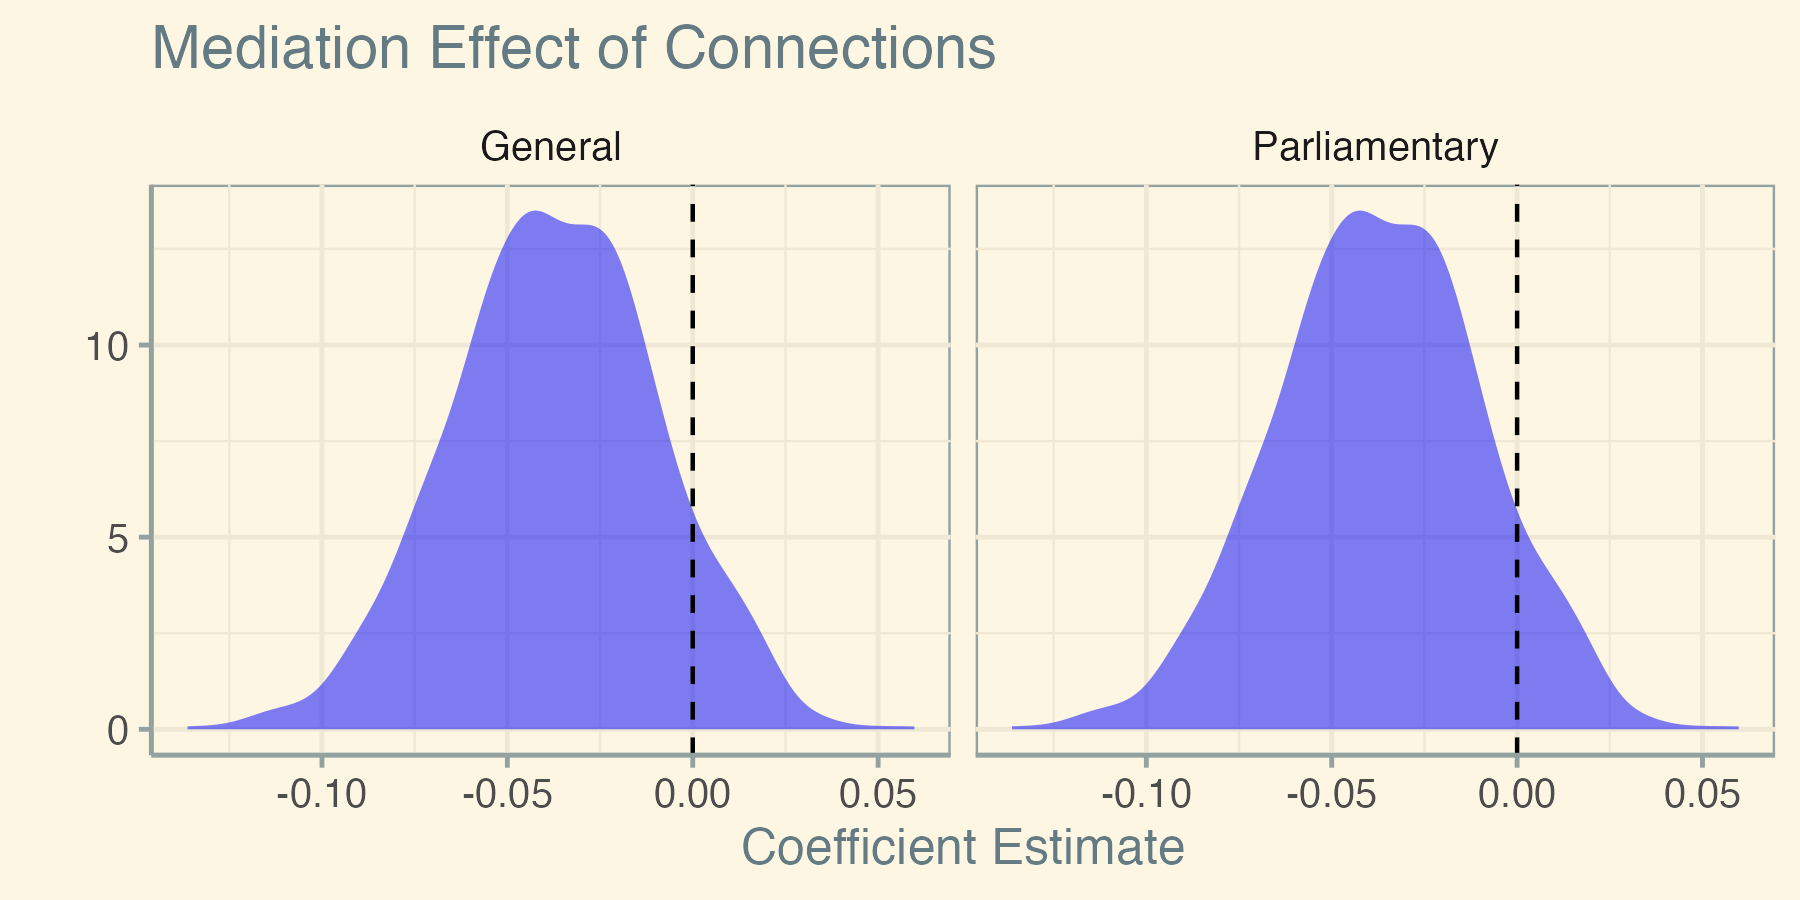 Mediation Effect of Connections
General Parliamentary
10
5
0
-0.10 -0.05 0.00 0.05 -0.10 -0.05 0.00 0.05
Coefficient Estimate